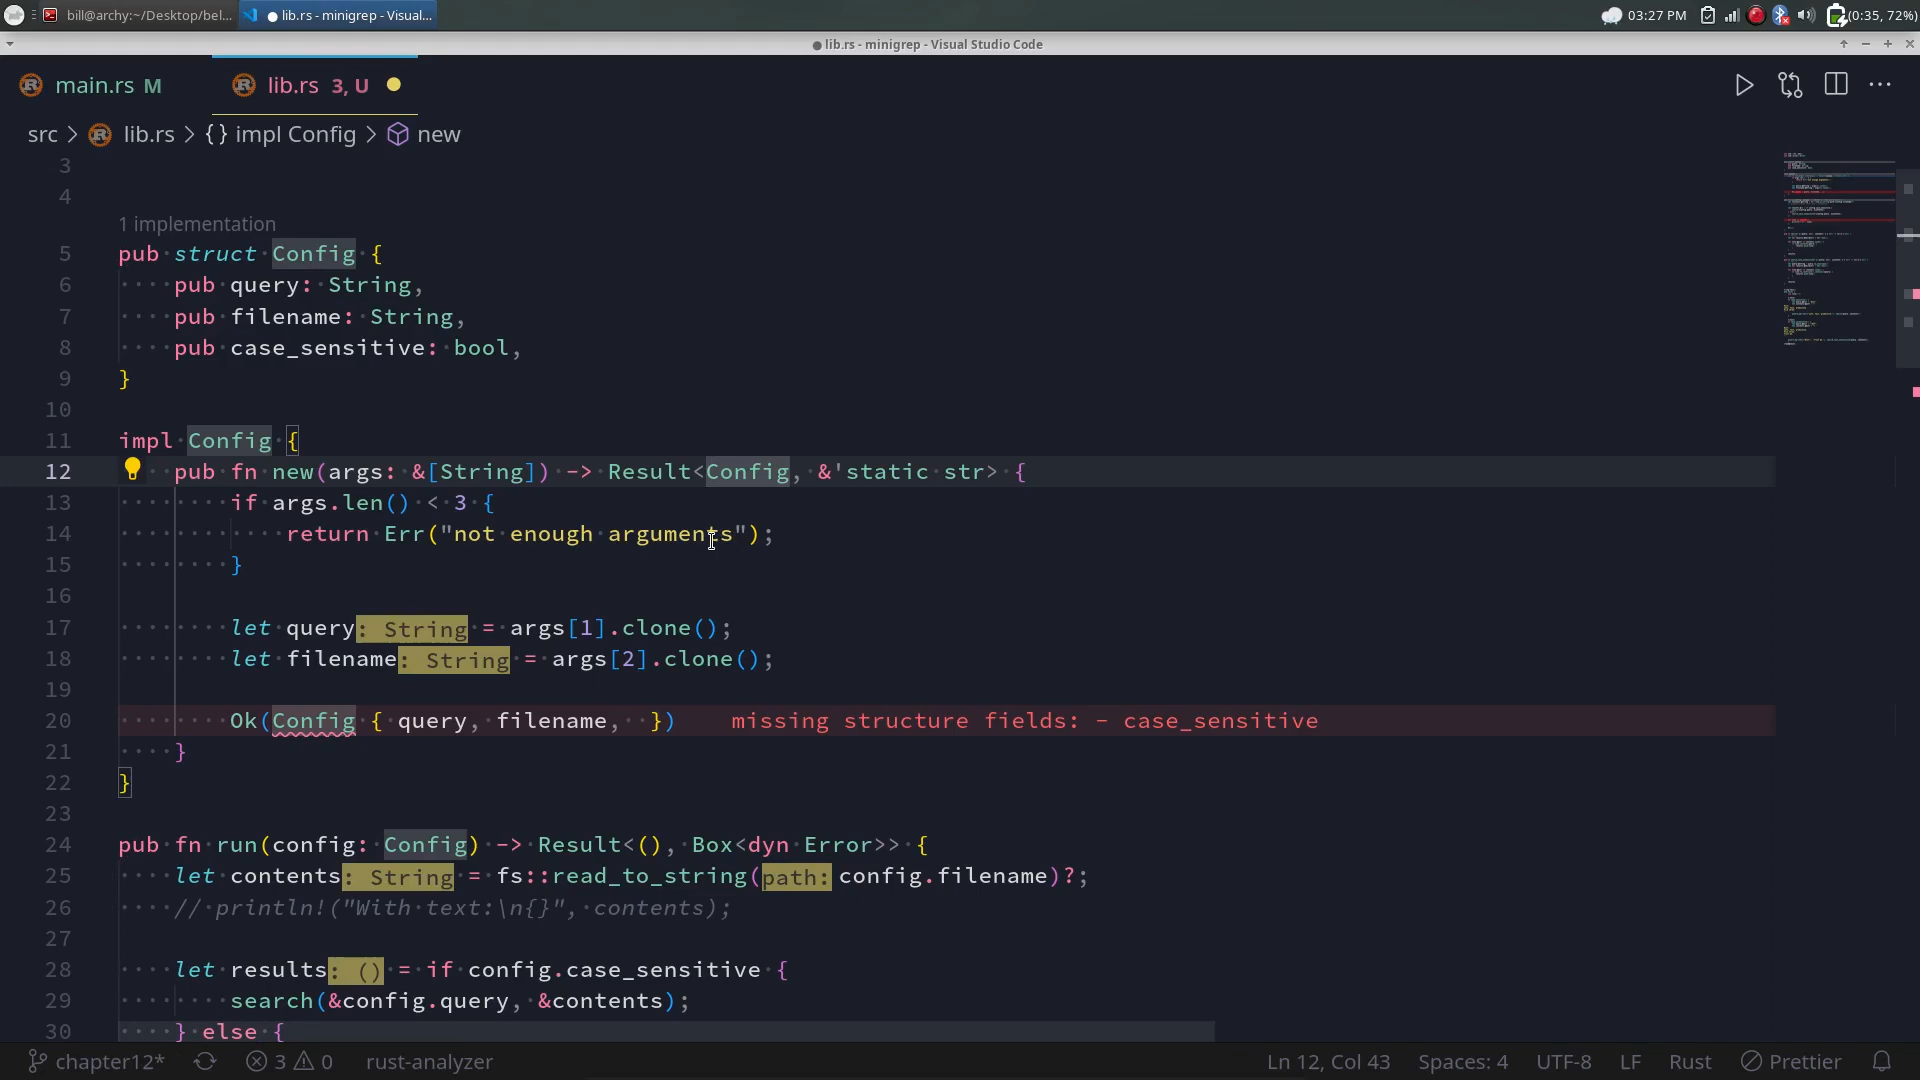 bill@archy:~/Desktop/bel...
● lib.rs - minigrep - Visual...
03:27 PM
(0:35, 72%)
● lib.rs - minigrep - Visual Studio Code
main.rs M
lib.rs 3, U
src > lib.rs > {} impl Config > new
3
4
1 implementation
5 pub struct Config {
6 ····pub query: String,
7 ····pub filename: String,
8 ····pub case_sensitive: bool,
9 }
10
11 impl Config {
12 pub fn new(args: &[String]) -> Result<Config, &'static str> {
13 ········if args.len() < 3 {
14 ············return Err("not enough arguments");
15 ········}
16
17 ········let query: String = args[1].clone();
18 ········let filename: String = args[2].clone();
19
20 ········Ok(Config { query, filename,  }) missing structure fields: - case_sensitive
21 ····}
22 }
23
24 pub fn run(config: Config) -> Result<(), Box<dyn Error>> {
25 ····let contents: String = fs::read_to_string(path: config.filename)?;
26 ····// println!("With text:\n{}", contents);
27
28 ····let results: () = if config.case_sensitive {
29 ········search(&config.query, &contents);
30 ····} else {
chapter12* 3 0 rust-analyzer Ln 12, Col 43 Spaces: 4 UTF-8 LF Rust Prettier